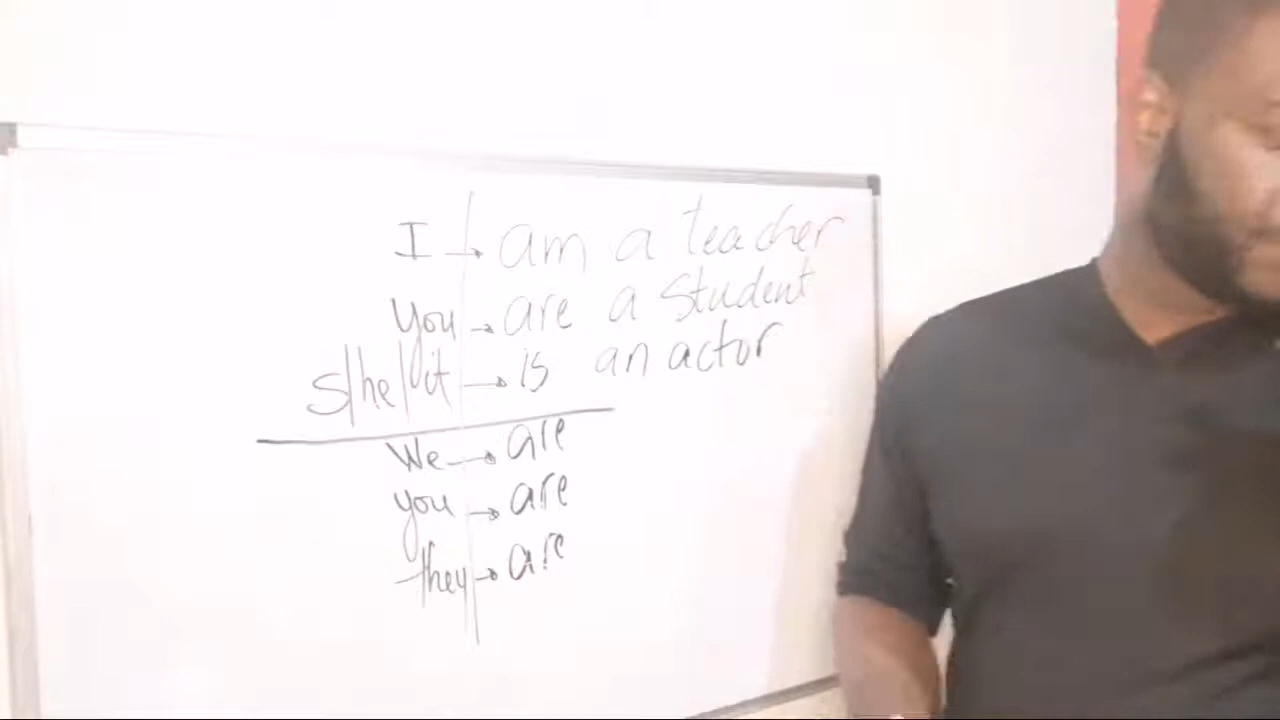 I → am a teacher
You → are a student
S/he/it → is an actor
We → are
you → are
they → are